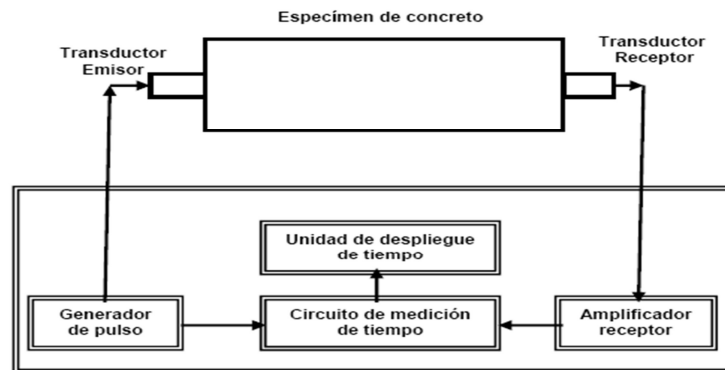 Espécímen de concreto
Transductor
Emisor
Transductor
Receptor
Unidad de despliegue
de tiempo
Generador
de pulso
Circuito de medición
de tiempo
Amplificador
receptor